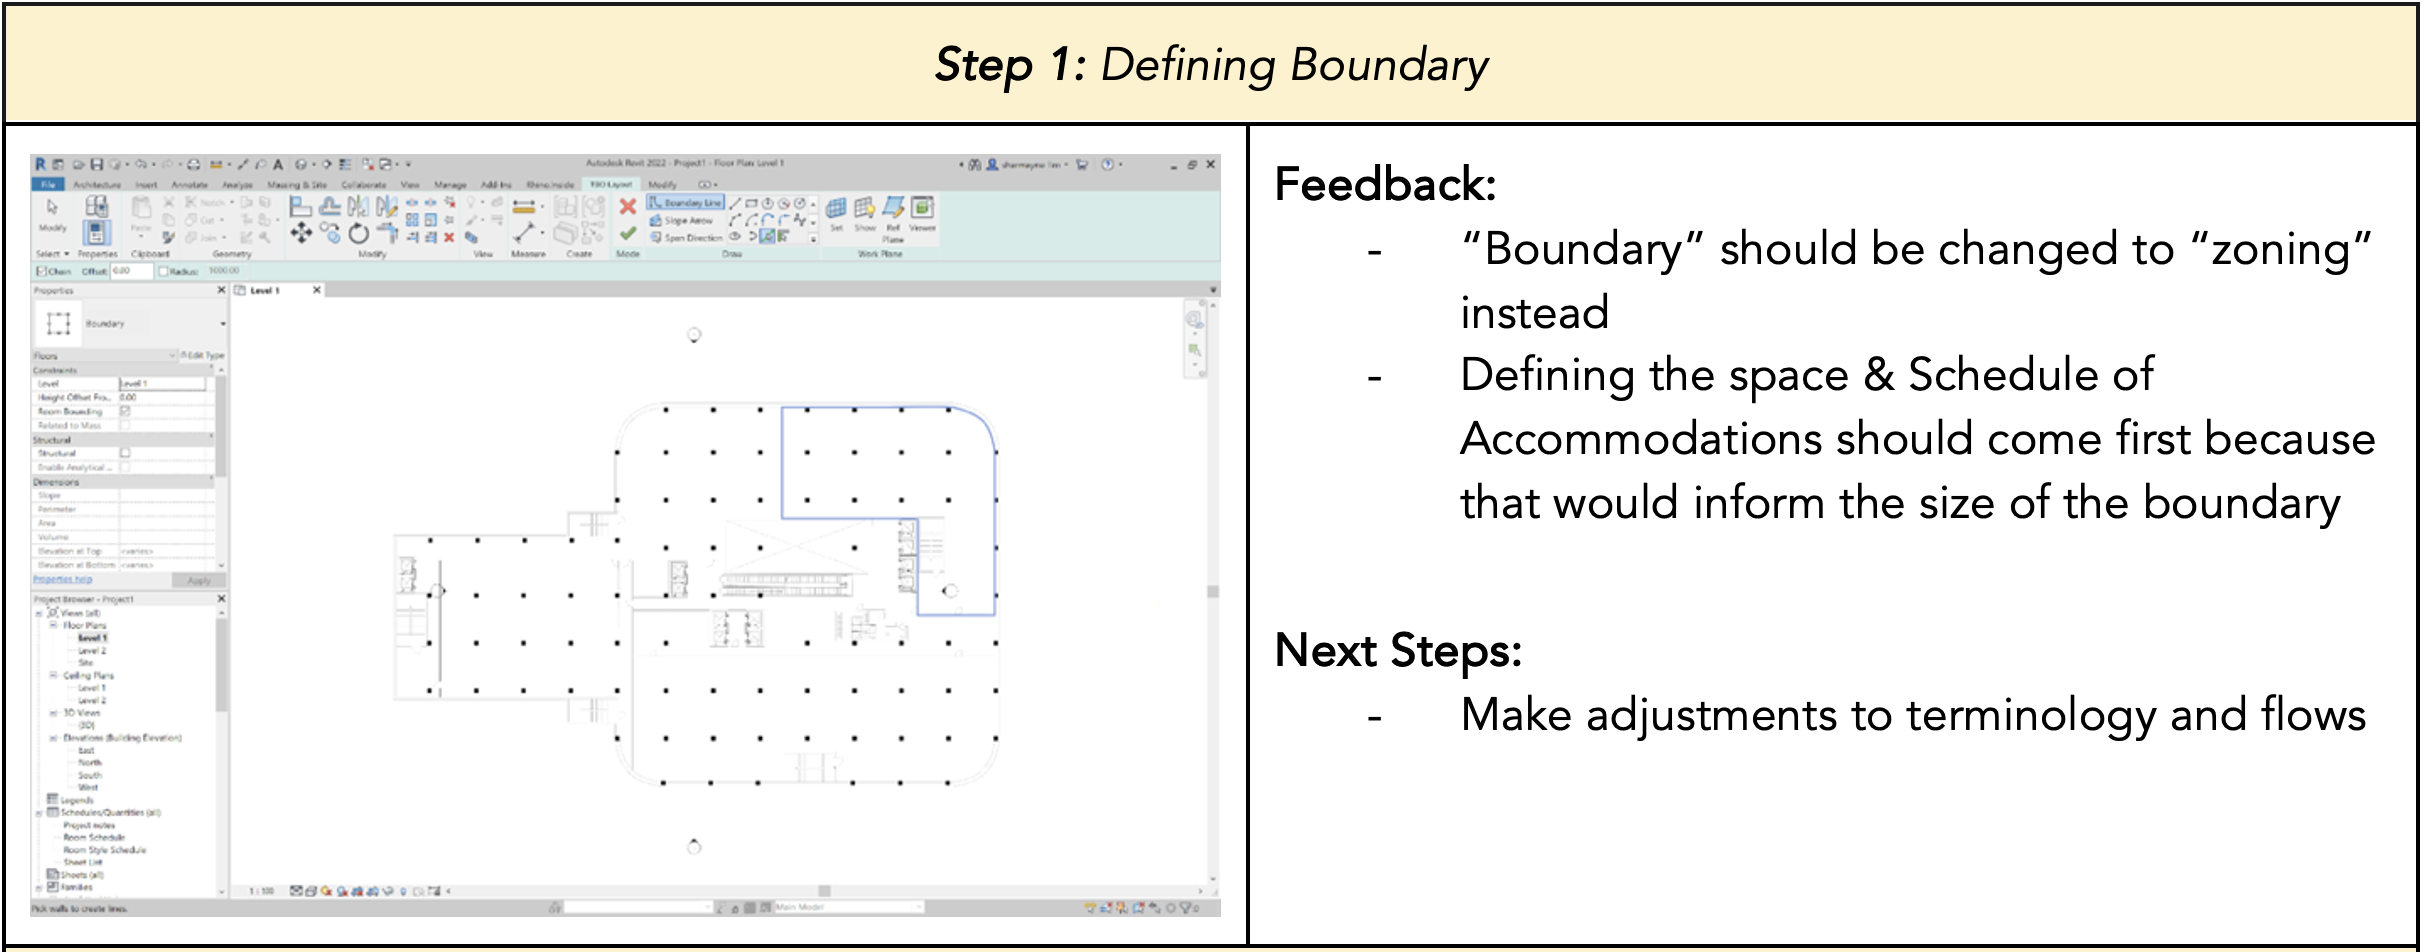 Step 1: Defining Boundary
Autodesk Revit 2022 - Project1 - Floor Plan: Level 1
File Architecture Insert Annotate Analyze Massing & Site Collaborate View Manage Add-Ins Rhino.Inside Layout Modify
Boundary Line
Slope Arrow
Span Direction
Modify
Paste
Notch
Cut
Join
Set Show Ref Plane Viewer
Select Properties Clipboard Geometry Modify View Measure Create Mode Draw Work Plane
Chain Offset: 0.00 Radius: 1000.00
Properties
Level 1
Boundary
Floors Edit Type
Constraints
Level Level 1
Height Offset Fro... 0.00
Room Bounding
Related to Mass
Structural
Structural
Enable Analytical ...
Dimensions
Slope
Perimeter
Area
Volume
Elevation at Top <varies>
Elevation at Bottom <varies>
Properties help Apply
Project Browser - Project1
Views (all)
Floor Plans
Level 1
Level 2
Site
Ceiling Plans
Level 1
Level 2
3D Views
{3D}
Elevations (Building Elevation)
East
North
South
West
Legends
Schedules/Quantities (all)
Project notes
Room Schedule
Room Style Schedule
Sheet List
Sheets (all)
Families
1 : 100
Pick walls to create lines.
Main Model
Feedback:
- “Boundary” should be changed to “zoning”
instead
- Defining the space & Schedule of
Accommodations should come first because
that would inform the size of the boundary
Next Steps:
- Make adjustments to terminology and flows